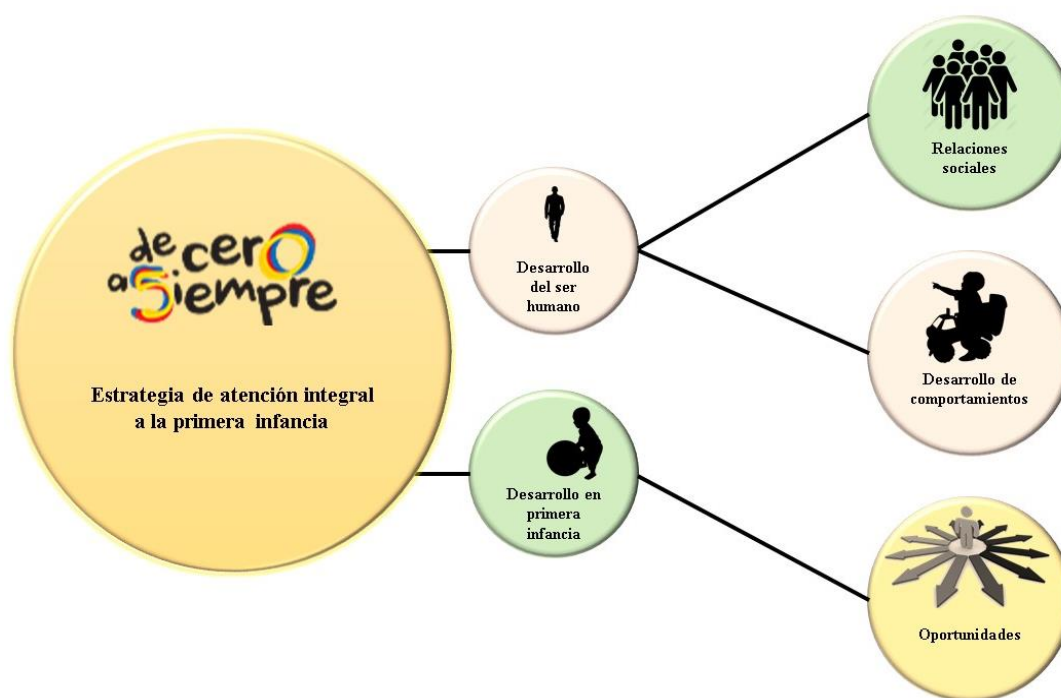 de cero
a Siempre
Estrategia de atención integral
a la primera infancia
Desarrollo
del ser
humano
Desarrollo en
primera
infancia
Relaciones
sociales
Desarrollo de
comportamientos
Oportunidades